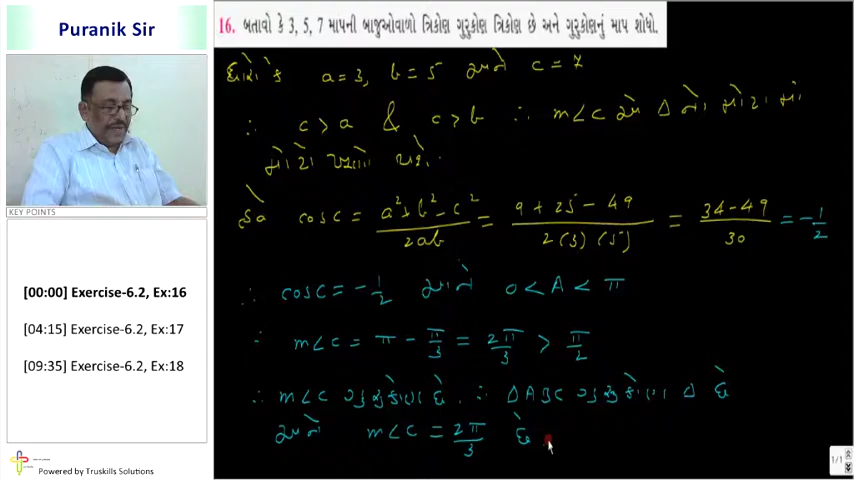 Puranik Sir
16. બતાવો કે 3, 5, 7 માપની બાજુઓવાળો ત્રિકોણ ગુરુકોણ ત્રિકોણ છે અને ગુરુકોણનું માપ શોધો.
ધારો કે a = 3, b = 5 અને c = 7
∴ c > a & c > b ∴ m∠C એ Δ નો મોટા માં
મોટો ખૂણો થશે.
હવે cosC = (a² + b² - c²)/(2ab) = (9 + 25 - 49)/(2(3)(5)) = (34 - 49)/30 = -1/2
∴ cosC = -1/2 અને 0 < A < π
∴ m∠C = π - π/3 = 2π/3 > π/2
∴ m∠C ગુરુકોણ છે. ∴ ΔABC ગુરુકોણ Δ છે
અને m∠C = 2π/3 છે
KEY POINTS
[00:00] Exercise-6.2, Ex:16
[04:15] Exercise-6.2, Ex:17
[09:35] Exercise-6.2, Ex:18
Powered by Truskills Solutions
1/1